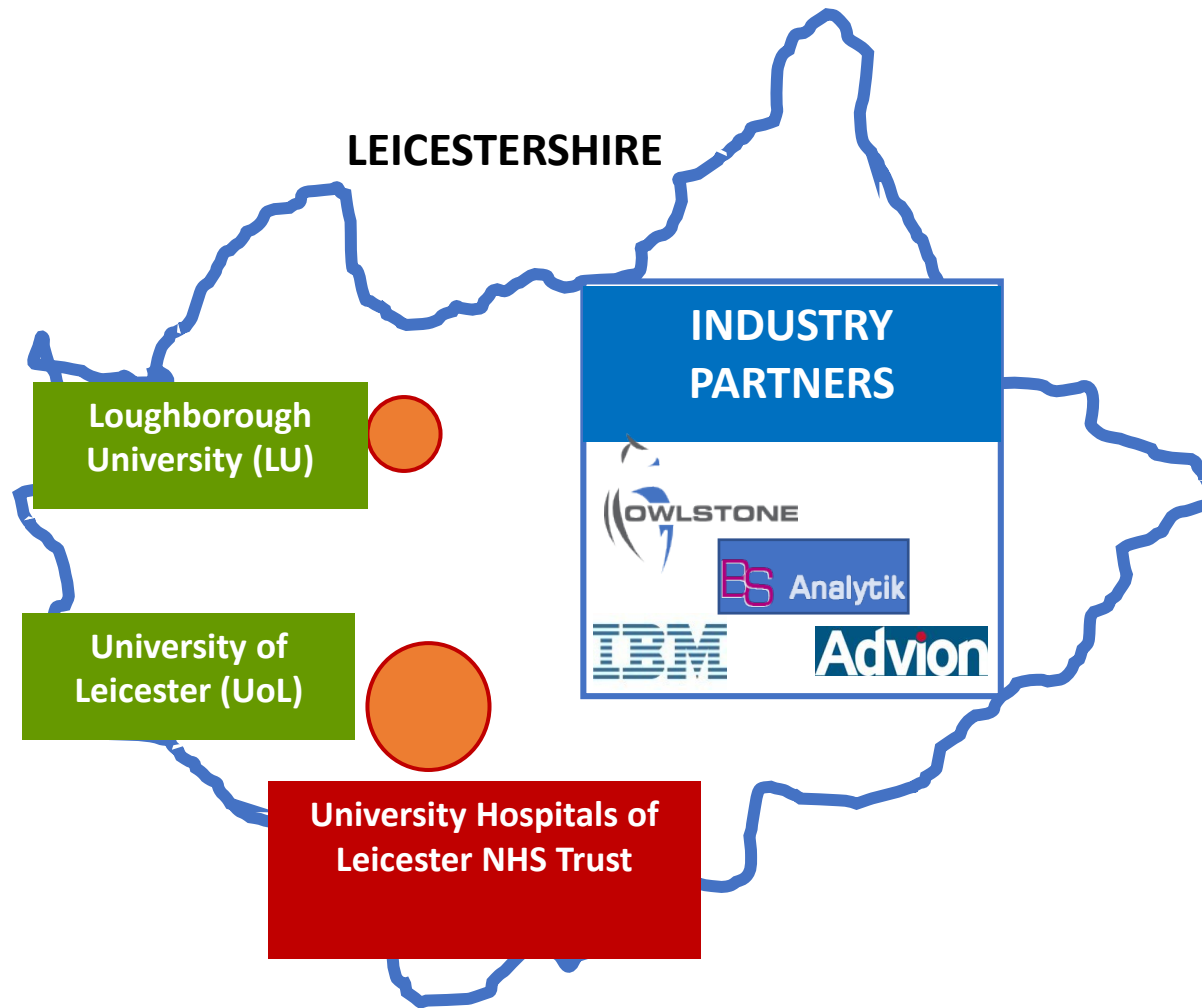 LEICESTERSHIRE
INDUSTRY
PARTNERS
Loughborough
University (LU)
OWLSTONE
BS Analytik
University of
Leicester (UoL)
IBM
Advion
University Hospitals of
Leicester NHS Trust